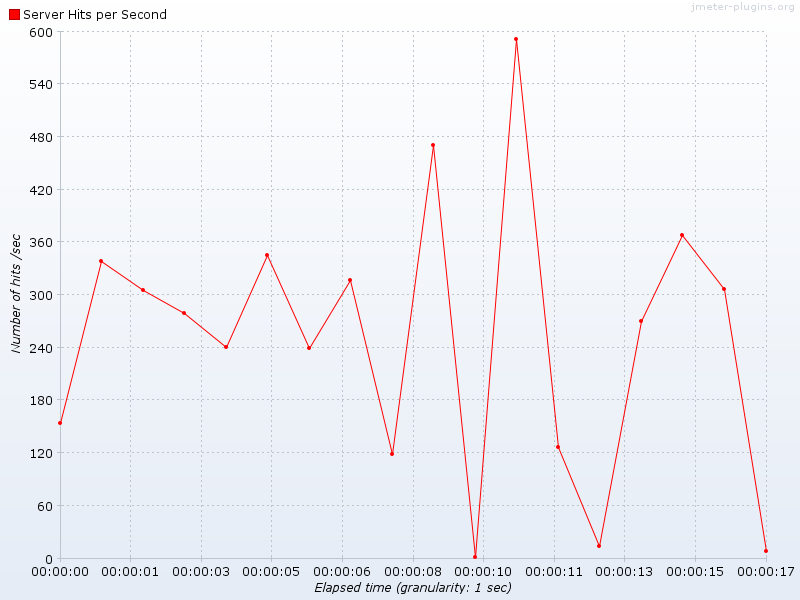 jmeter-plugins.org
Server Hits per Second
600
540
480
420
360
300
240
180
120
60
0
Number of hits /sec
00:00:00 00:00:01 00:00:03 00:00:05 00:00:06 00:00:08 00:00:10 00:00:11 00:00:13 00:00:15 00:00:17
Elapsed time (granularity: 1 sec)